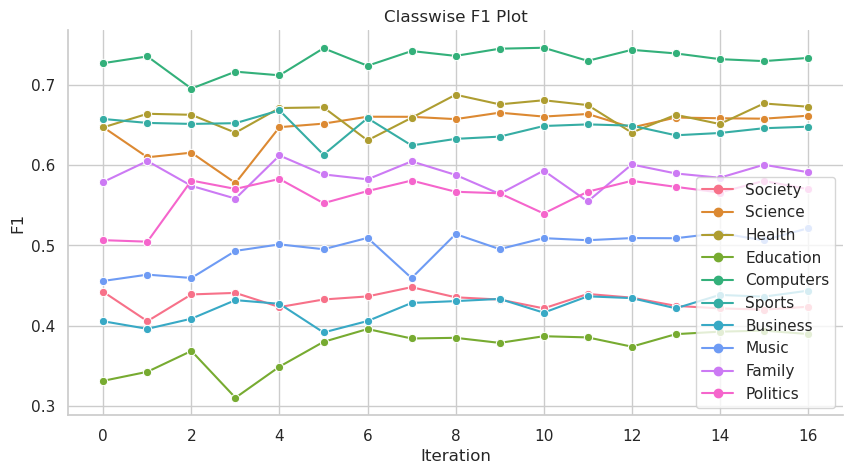 Classwise F1 Plot
F1
0.7
0.6
0.5
0.4
0.3
0 2 4 6 8 10 12 14 16
Iteration
Society
Science
Health
Education
Computers
Sports
Business
Music
Family
Politics